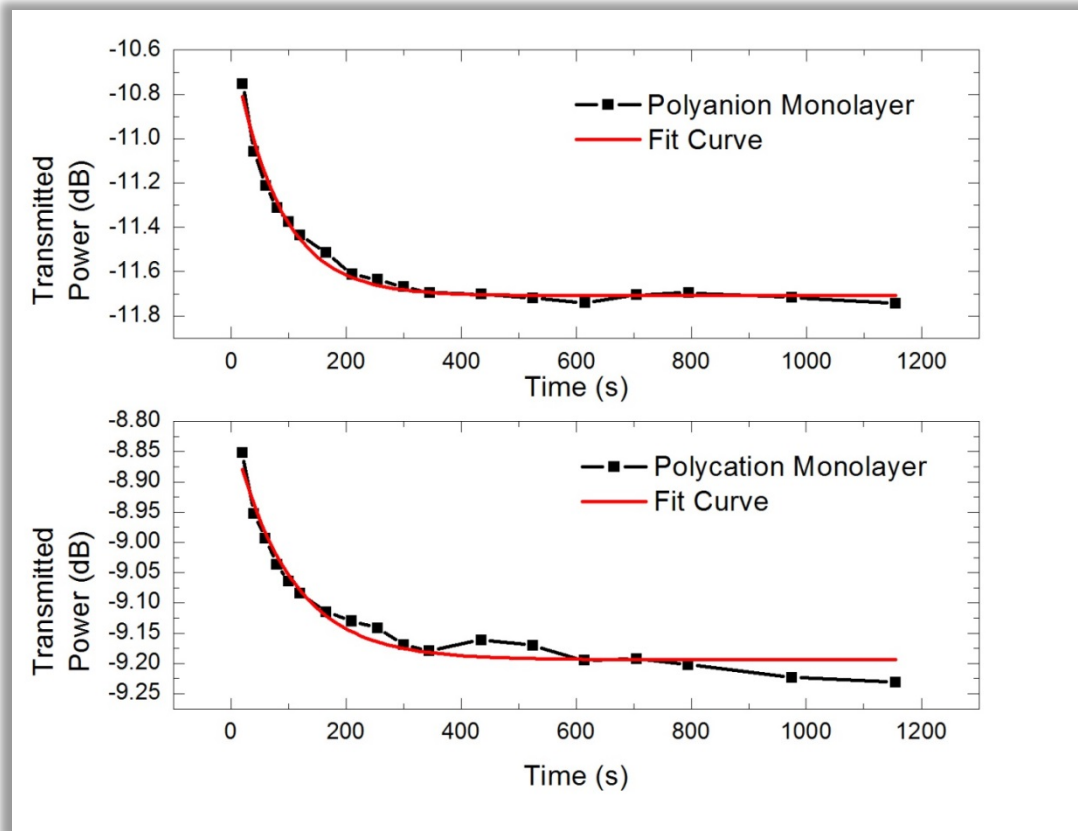 -10.6
-10.8
-11.0
-11.2
-11.4
-11.6
-11.8
Transmitted
Power (dB)
Polyanion Monolayer
Fit Curve
0 200 400 600 800 1000 1200
Time (s)
-8.80
-8.85
-8.90
-8.95
-9.00
-9.05
-9.10
-9.15
-9.20
-9.25
Transmitted
Power (dB)
Polycation Monolayer
Fit Curve
0 200 400 600 800 1000 1200
Time (s)